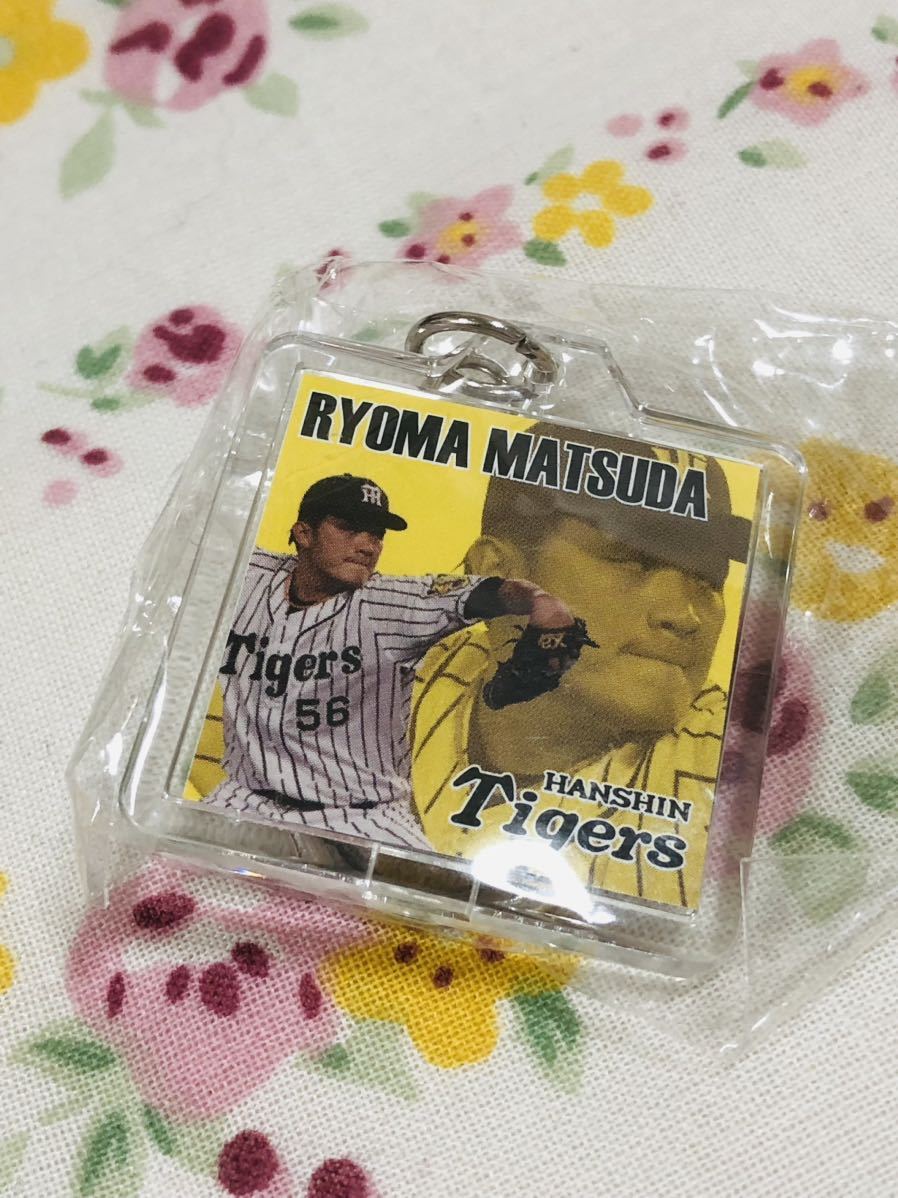 RYOMA MATSUDA
Tigers
56
HANSHIN
Tigers